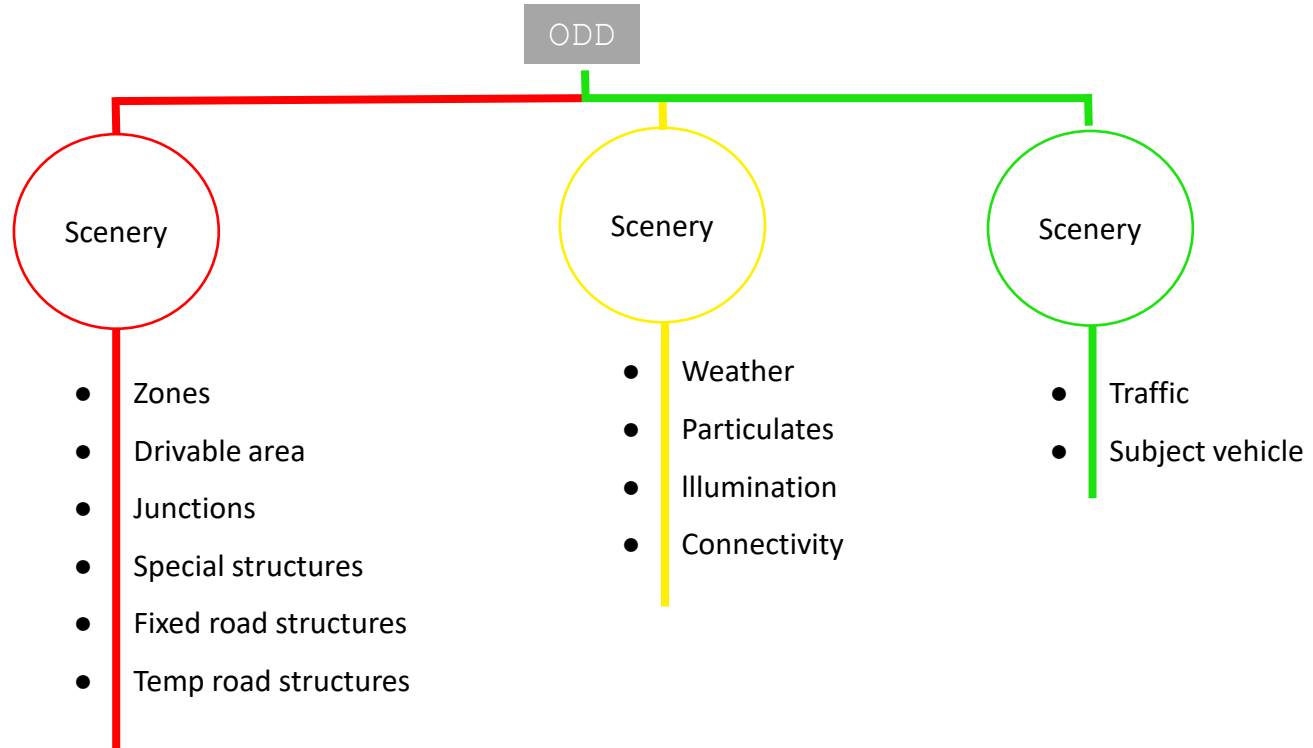 ODD
Scenery
Zones
Drivable area
Junctions
Special structures
Fixed road structures
Temp road structures
Scenery
Weather
Particulates
Illumination
Connectivity
Scenery
Traffic
Subject vehicle